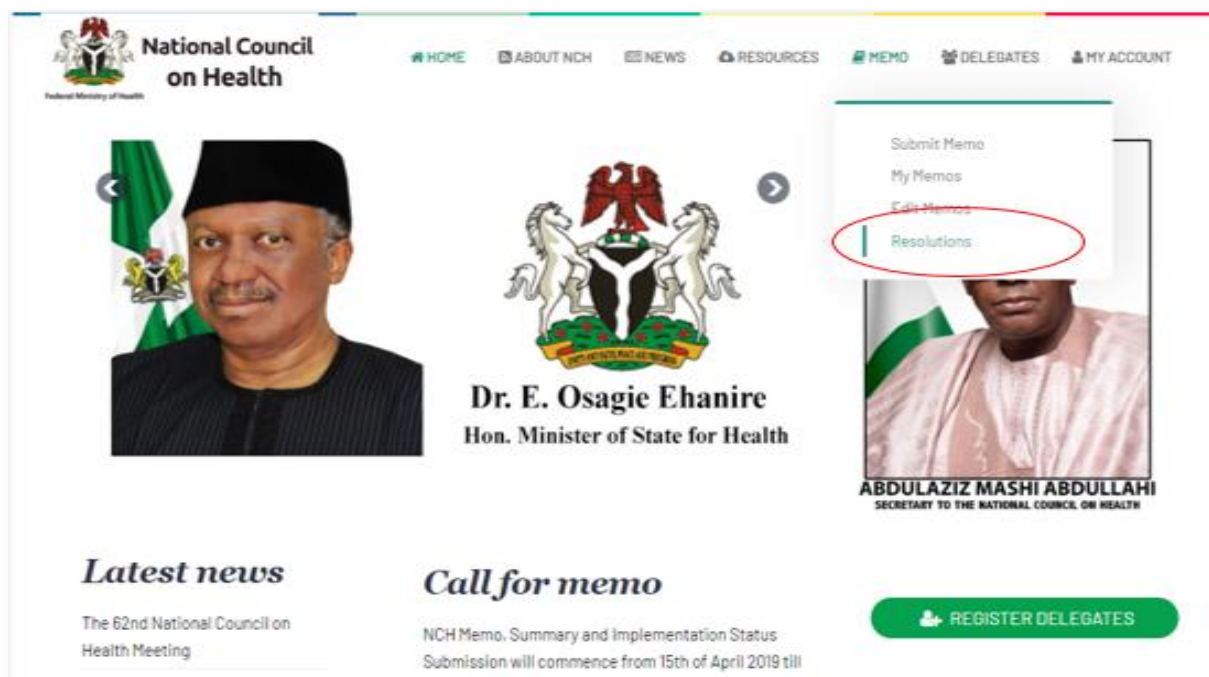 National Council
on Health
Federal Ministry of Health
HOME
ABOUT NCH
NEWS
RESOURCES
MEMO
DELEGATES
MY ACCOUNT
Submit Memo
My Memos
Edit Memos
Resolutions
Dr. E. Osagie Ehanire
Hon. Minister of State for Health
ABDULAZIZ MASHI ABDULLAHI
SECRETARY TO THE NATIONAL COUNCIL ON HEALTH
Latest news
The 62nd National Council on
Health Meeting
Call for memo
NCH Memo, Summary and Implementation Status
Submission will commence from 15th of April 2019 till
REGISTER DELEGATES